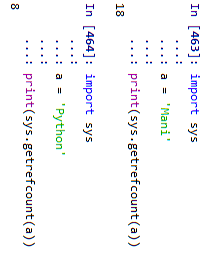 In [463]: import sys
...:
...:
...: a = 'Mani'
...:
...: print(sys.getrefcount(a))
18
In [464]: import sys
...:
...:
...: a = 'Python'
...:
...: print(sys.getrefcount(a))
8